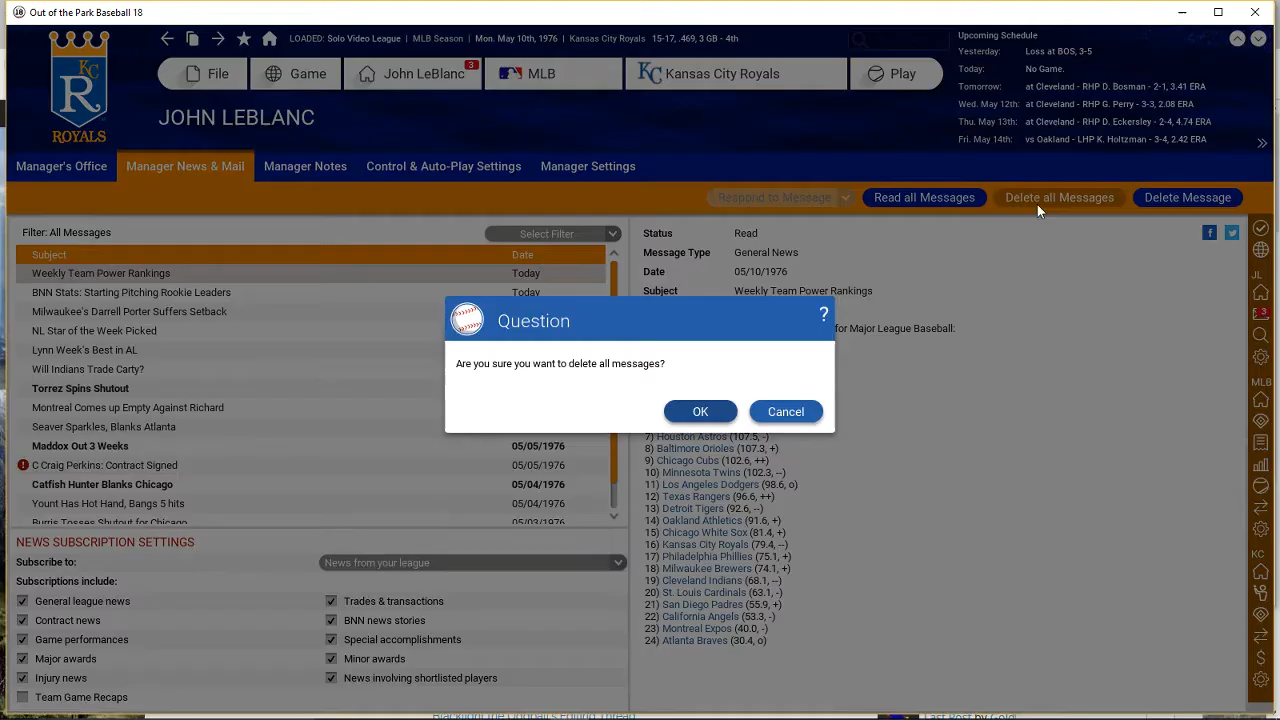 18 Out of the Park Baseball 18
LOADED: Solo Video League | MLB Season | Mon. May 10th, 1976 | Kansas City Royals 15-17, .469, 3 GB - 4th
File
Game
John LeBlanc 3
MLB
KC Kansas City Royals
Play
KC
R
ROYALS
JOHN LEBLANC
Upcoming Schedule
Yesterday: Loss at BOS, 3-5
Today: No Game.
Tomorrow: at Cleveland - RHP D. Bosman - 2-1, 3.41 ERA
Wed. May 12th: at Cleveland - RHP G. Perry - 3-3, 2.08 ERA
Thu. May 13th: at Cleveland - RHP D. Eckersley - 2-4, 4.74 ERA
Fri. May 14th: vs Oakland - LHP K. Holtzman - 3-4, 2.42 ERA
Manager's Office
Manager News & Mail
Manager Notes
Control & Auto-Play Settings
Manager Settings
Respond to Message
Read all Messages
Delete all Messages
Delete Message
Filter: All Messages
Select Filter
Subject Date
Weekly Team Power Rankings Today
BNN Stats: Starting Pitching Rookie Leaders Today
Milwaukee's Darrell Porter Suffers Setback
NL Star of the Week Picked
Lynn Week's Best in AL
Will Indians Trade Carty?
Torrez Spins Shutout
Montreal Comes up Empty Against Richard
Seaver Sparkles, Blanks Atlanta
Maddox Out 3 Weeks 05/05/1976
C Craig Perkins: Contract Signed 05/05/1976
Catfish Hunter Blanks Chicago 05/04/1976
Yount Has Hot Hand, Bangs 5 hits 05/04/1976
Burris Tosses Shutout for Chicago 05/03/1976
NEWS SUBSCRIPTION SETTINGS
Subscribe to: News from your league
Subscriptions include:
General league news
Trades & transactions
Contract news
BNN news stories
Game performances
Special accomplishments
Major awards
Minor awards
Injury news
News involving shortlisted players
Team Game Recaps
Status Read
Message Type General News
Date 05/10/1976
Subject Weekly Team Power Rankings
for Major League Baseball:
Question
?
Are you sure you want to delete all messages?
OK
Cancel
7) Houston Astros (107.5, -)
8) Baltimore Orioles (107.3, +)
9) Chicago Cubs (102.6, ++)
10) Minnesota Twins (102.3, --)
11) Los Angeles Dodgers (98.6, o)
12) Texas Rangers (96.6, ++)
13) Detroit Tigers (92.6, --)
14) Oakland Athletics (91.6, +)
15) Chicago White Sox (81.4, +)
16) Kansas City Royals (79.4, --)
17) Philadelphia Phillies (75.1, +)
18) Milwaukee Brewers (74.1, +)
19) Cleveland Indians (68.1, --)
20) St. Louis Cardinals (63.1, -)
21) San Diego Padres (55.9, +)
22) California Angels (53.3, -)
23) Montreal Expos (40.0, -)
24) Atlanta Braves (30.4, o)
JL
3
MLB
KC
Last Post by Gold